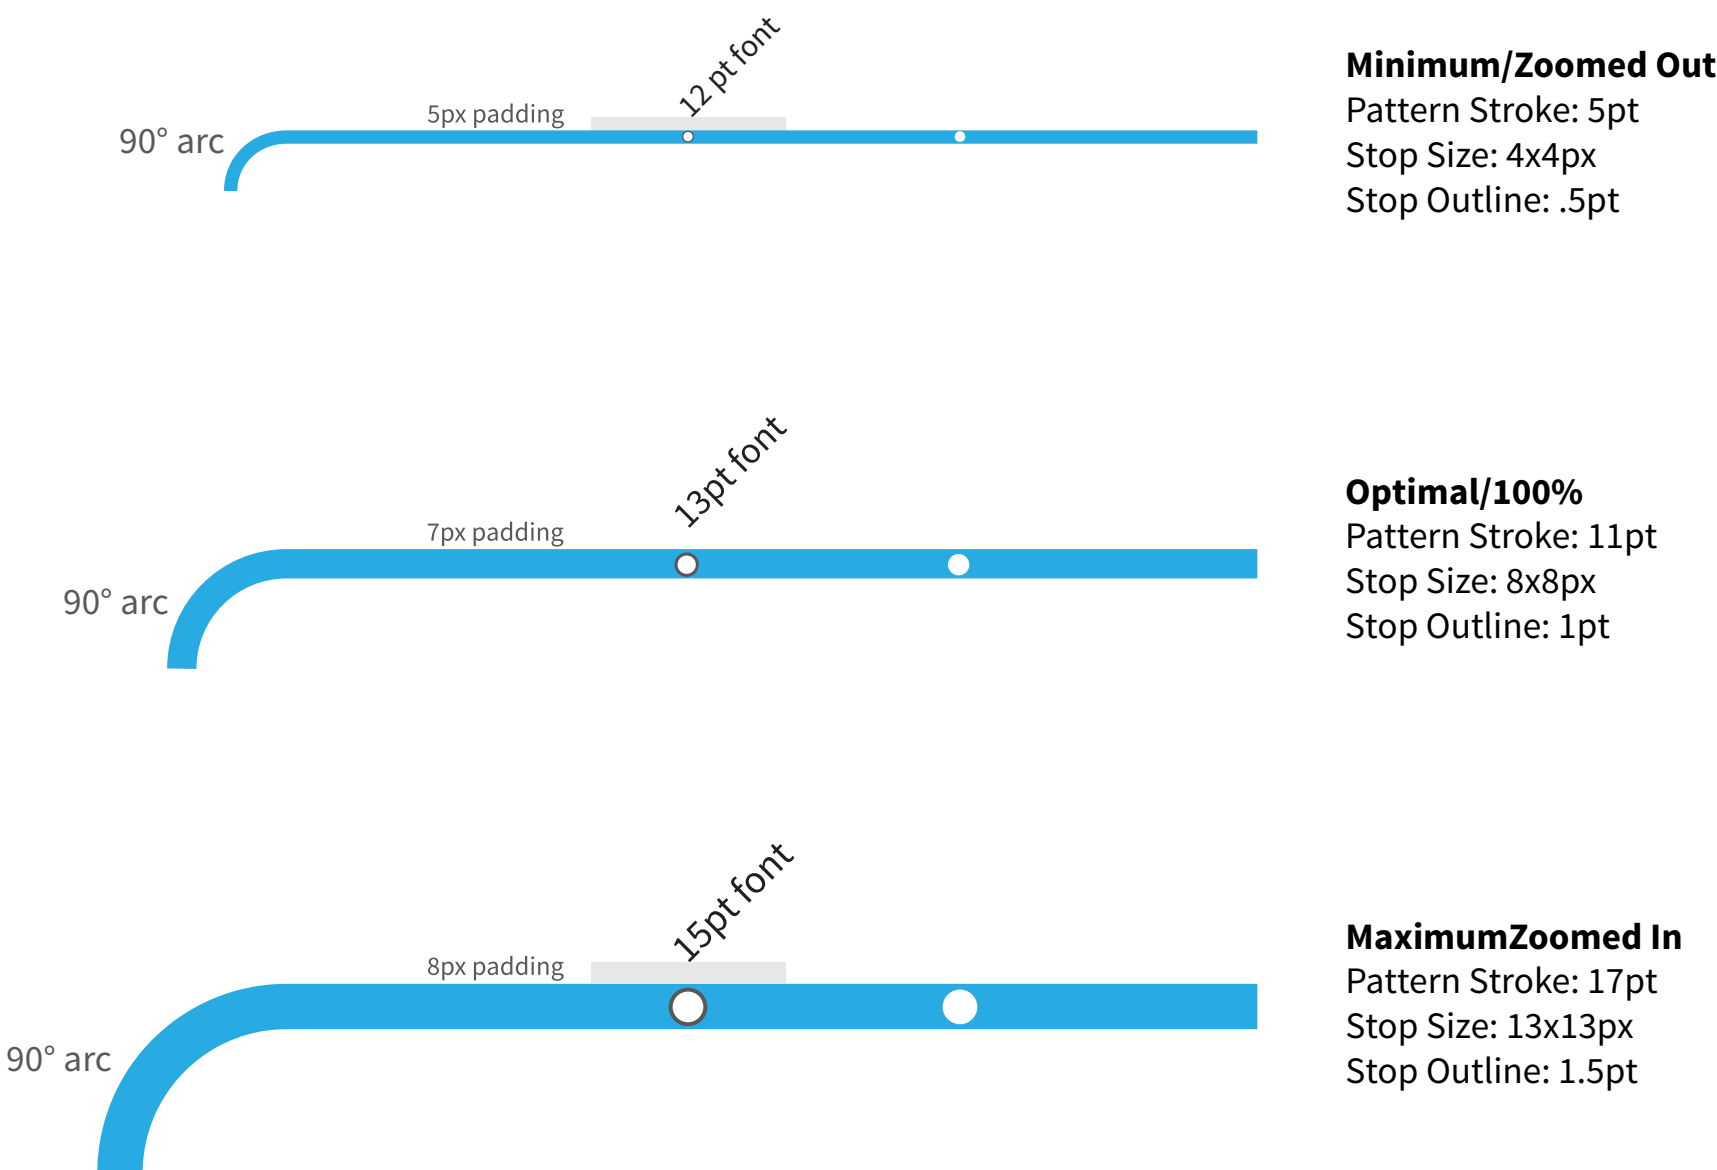 12 pt font
5px padding
90° arc
Minimum/Zoomed Out
Pattern Stroke: 5pt
Stop Size: 4x4px
Stop Outline: .5pt
13pt font
7px padding
90° arc
Optimal/100%
Pattern Stroke: 11pt
Stop Size: 8x8px
Stop Outline: 1pt
15pt font
8px padding
90° arc
MaximumZoomed In
Pattern Stroke: 17pt
Stop Size: 13x13px
Stop Outline: 1.5pt